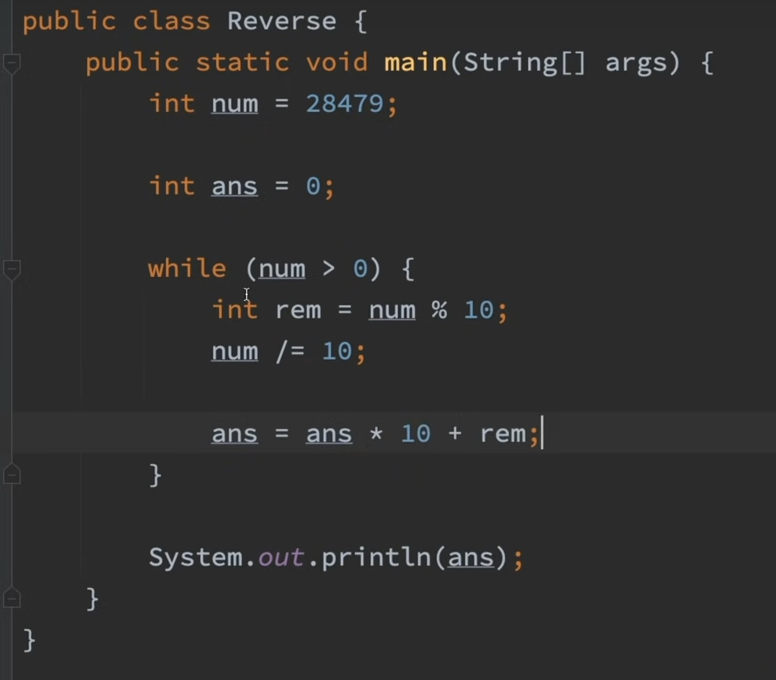 public class Reverse {
    public static void main(String[] args) {
        int num = 28479;
        int ans = 0;
        while (num > 0) {
            int rem = num % 10;
            num /= 10;
            ans = ans * 10 + rem;
        }
        System.out.println(ans);
    }
}